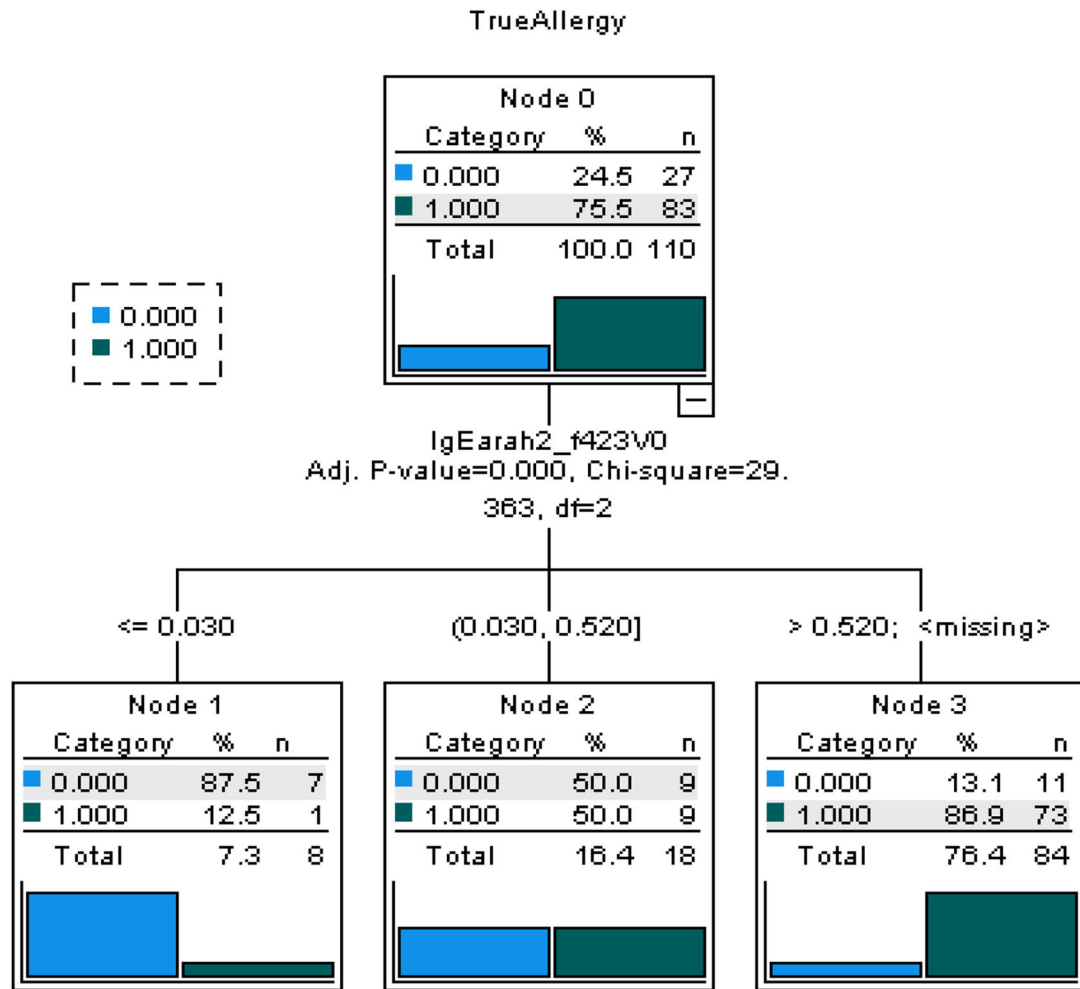 TrueAllergy
Node 0
Category % n
0.000 24.5 27
1.000 75.5 83
Total 100.0 110
0.000
1.000
IgEarah2_f423V0
Adj. P-value=0.000, Chi-square=29.
363, df=2
<= 0.030
(0.030, 0.520]
> 0.520; <missing>
Node 1
Category % n
0.000 87.5 7
1.000 12.5 1
Total 7.3 8
Node 2
Category % n
0.000 50.0 9
1.000 50.0 9
Total 16.4 18
Node 3
Category % n
0.000 13.1 11
1.000 86.9 73
Total 76.4 84